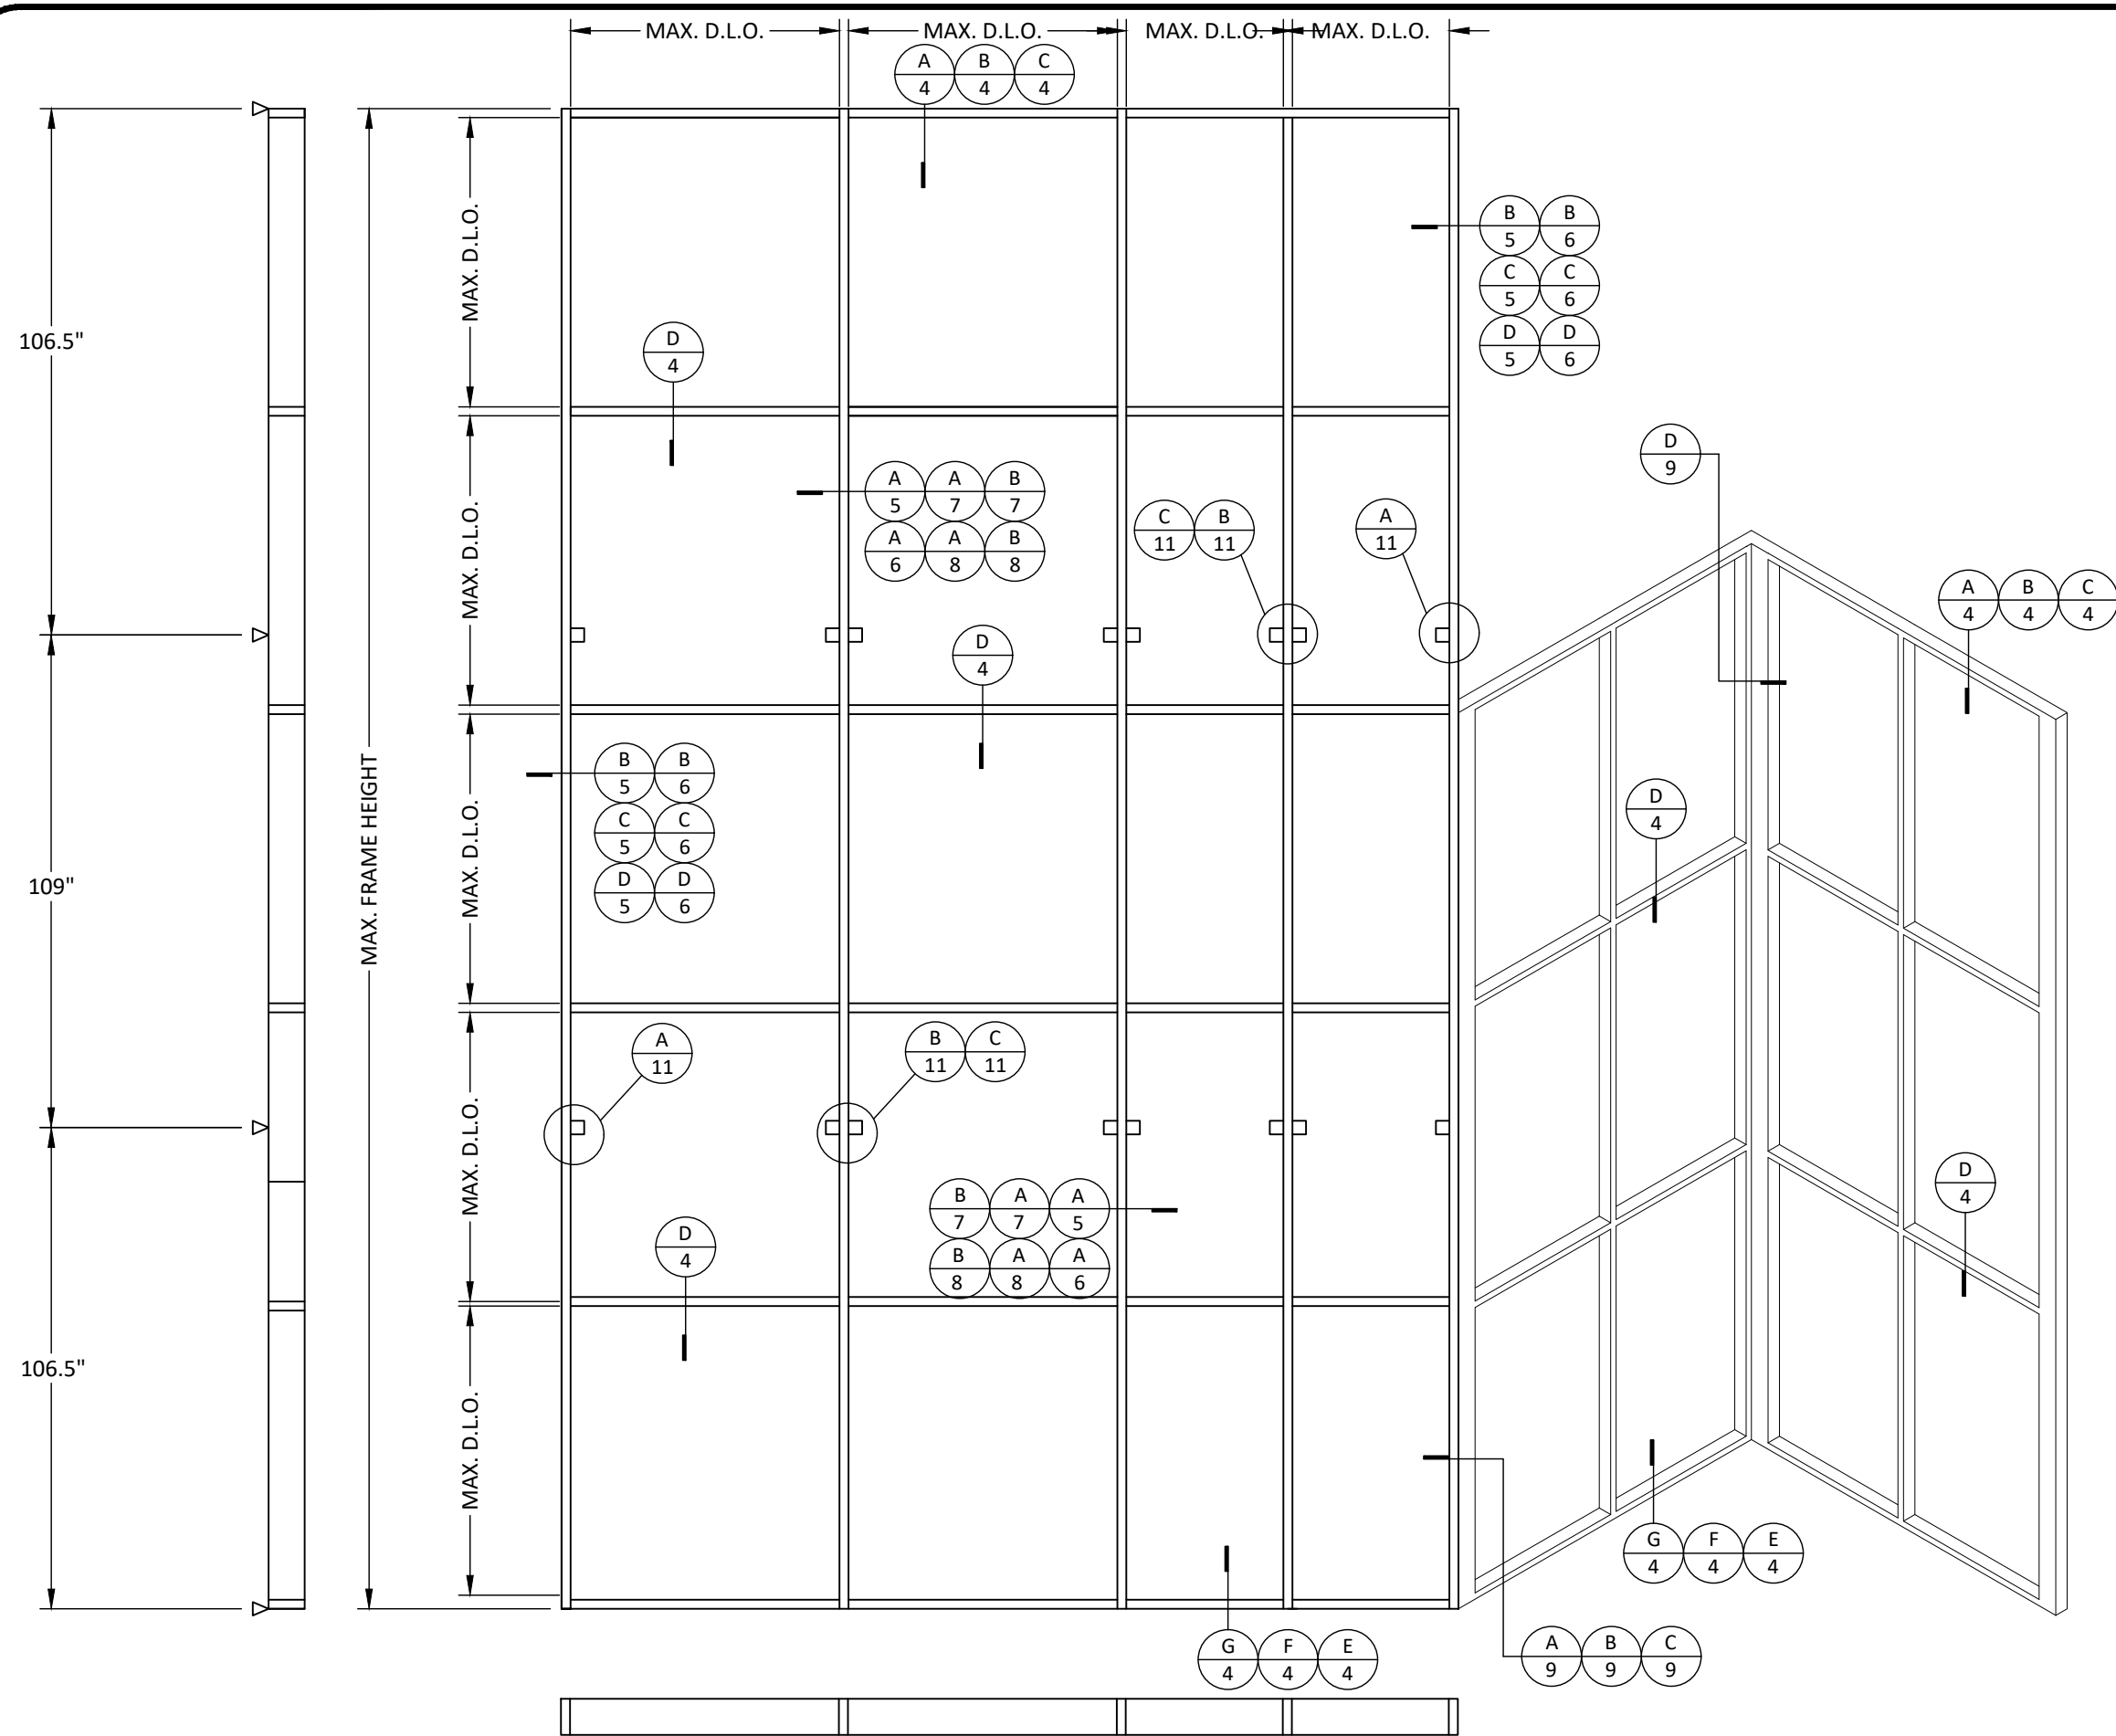 MAX. D.L.O. MAX. D.L.O. MAX. D.L.O. MAX. D.L.O.
A B C
4 4 4
B B
5 6
C C
5 6
D D
5 6
MAX. D.L.O.
106.5"
D
4
D
9
A A B
5 7 7
A A B
6 8 8
C B
11 11
A
11
MAX. D.L.O.
A B C
4 4 4
D
4
MAX. FRAME HEIGHT
B B
5 6
C C
5 6
D D
5 6
D
4
MAX. D.L.O.
109"
A
11
B C
11 11
MAX. D.L.O.
D
4
B A A
7 7 5
B A A
8 8 6
D
4
106.5"
MAX. D.L.O.
G F E
4 4 4
G F E
4 4 4
A B C
9 9 9